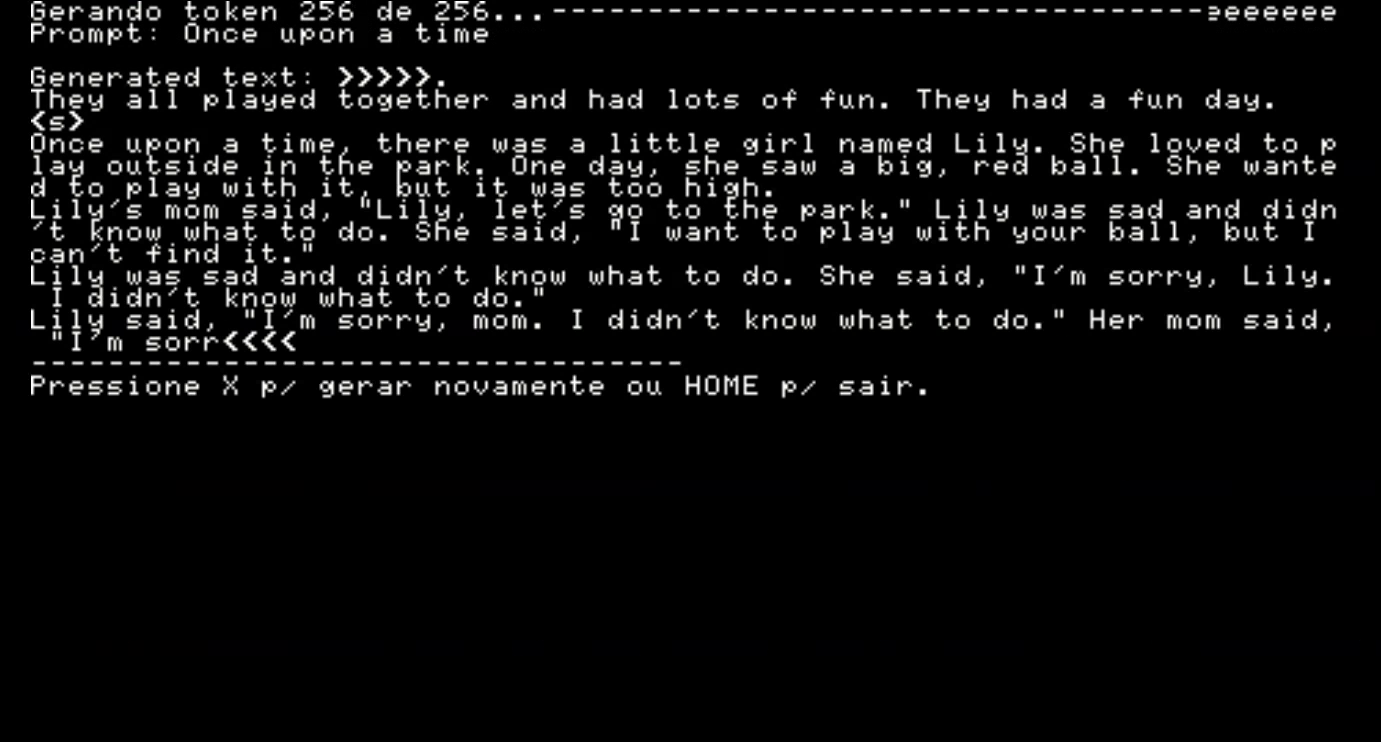 Gerando token 256 de 256...----------------------------------eeeeeee
Prompt: Once upon a time
Generated text: >>>>>.
They all played together and had lots of fun. They had a fun day.
<s>
Once upon a time, there was a little girl named Lily. She loved to p
lay outside in the park. One day, she saw a big, red ball. She wante
d to play with it, but it was too high.
Lily's mom said, "Lily, let's go to the park." Lily was sad and didn
't know what to do. She said, "I want to play with your ball, but I
can't find it."
Lily was sad and didn't know what to do. She said, "I'm sorry, Lily.
 I didn't know what to do."
Lily said, "I'm sorry, mom. I didn't know what to do." Her mom said,
 "I'm sorr<<<<
----------------------------------
Pressione X p/ gerar novamente ou HOME p/ sair.